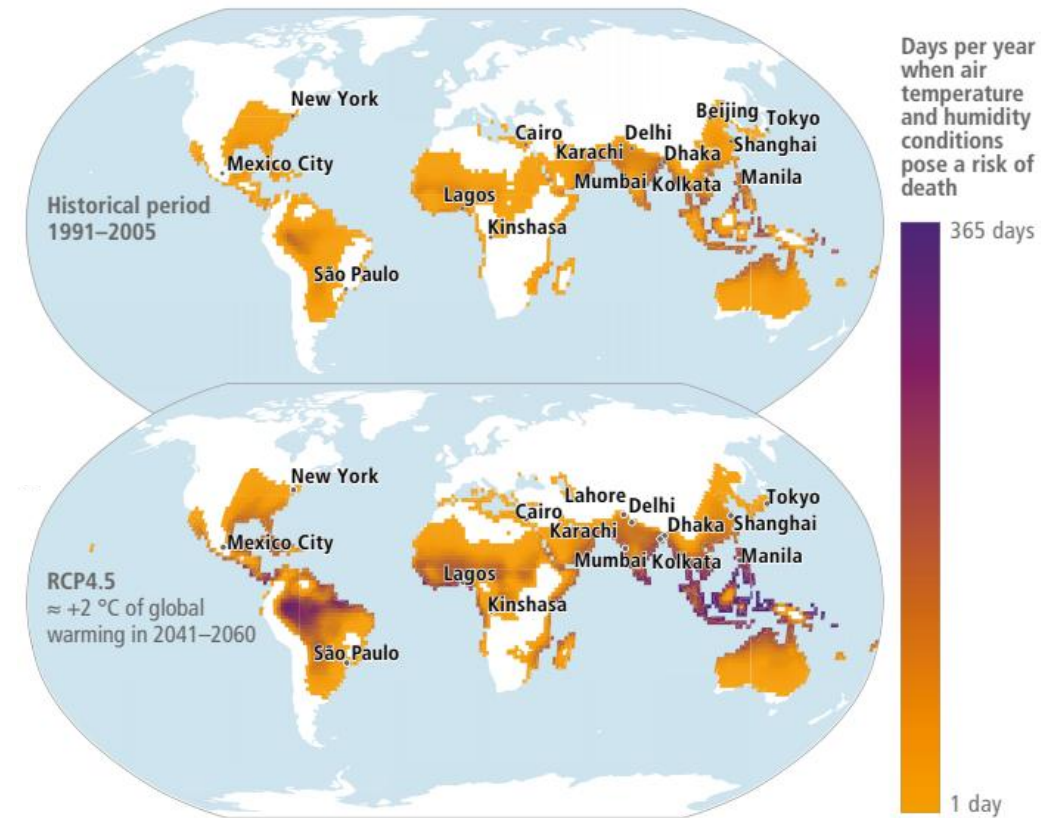 New York
Mexico City
Historical period
1991–2005
São Paulo
Lagos
Kinshasa
Cairo
Karachi
Delhi
Mumbai
Kolkata
Dhaka
Beijing
Tokyo
Shanghai
Manila
New York
Mexico City
RCP4.5
≈ +2 °C of global
warming in 2041–2060
São Paulo
Lagos
Kinshasa
Cairo
Lahore
Karachi
Delhi
Mumbai
Kolkata
Dhaka
Tokyo
Shanghai
Manila
Days per year
when air
temperature
and humidity
conditions
pose a risk of
death
365 days
1 day